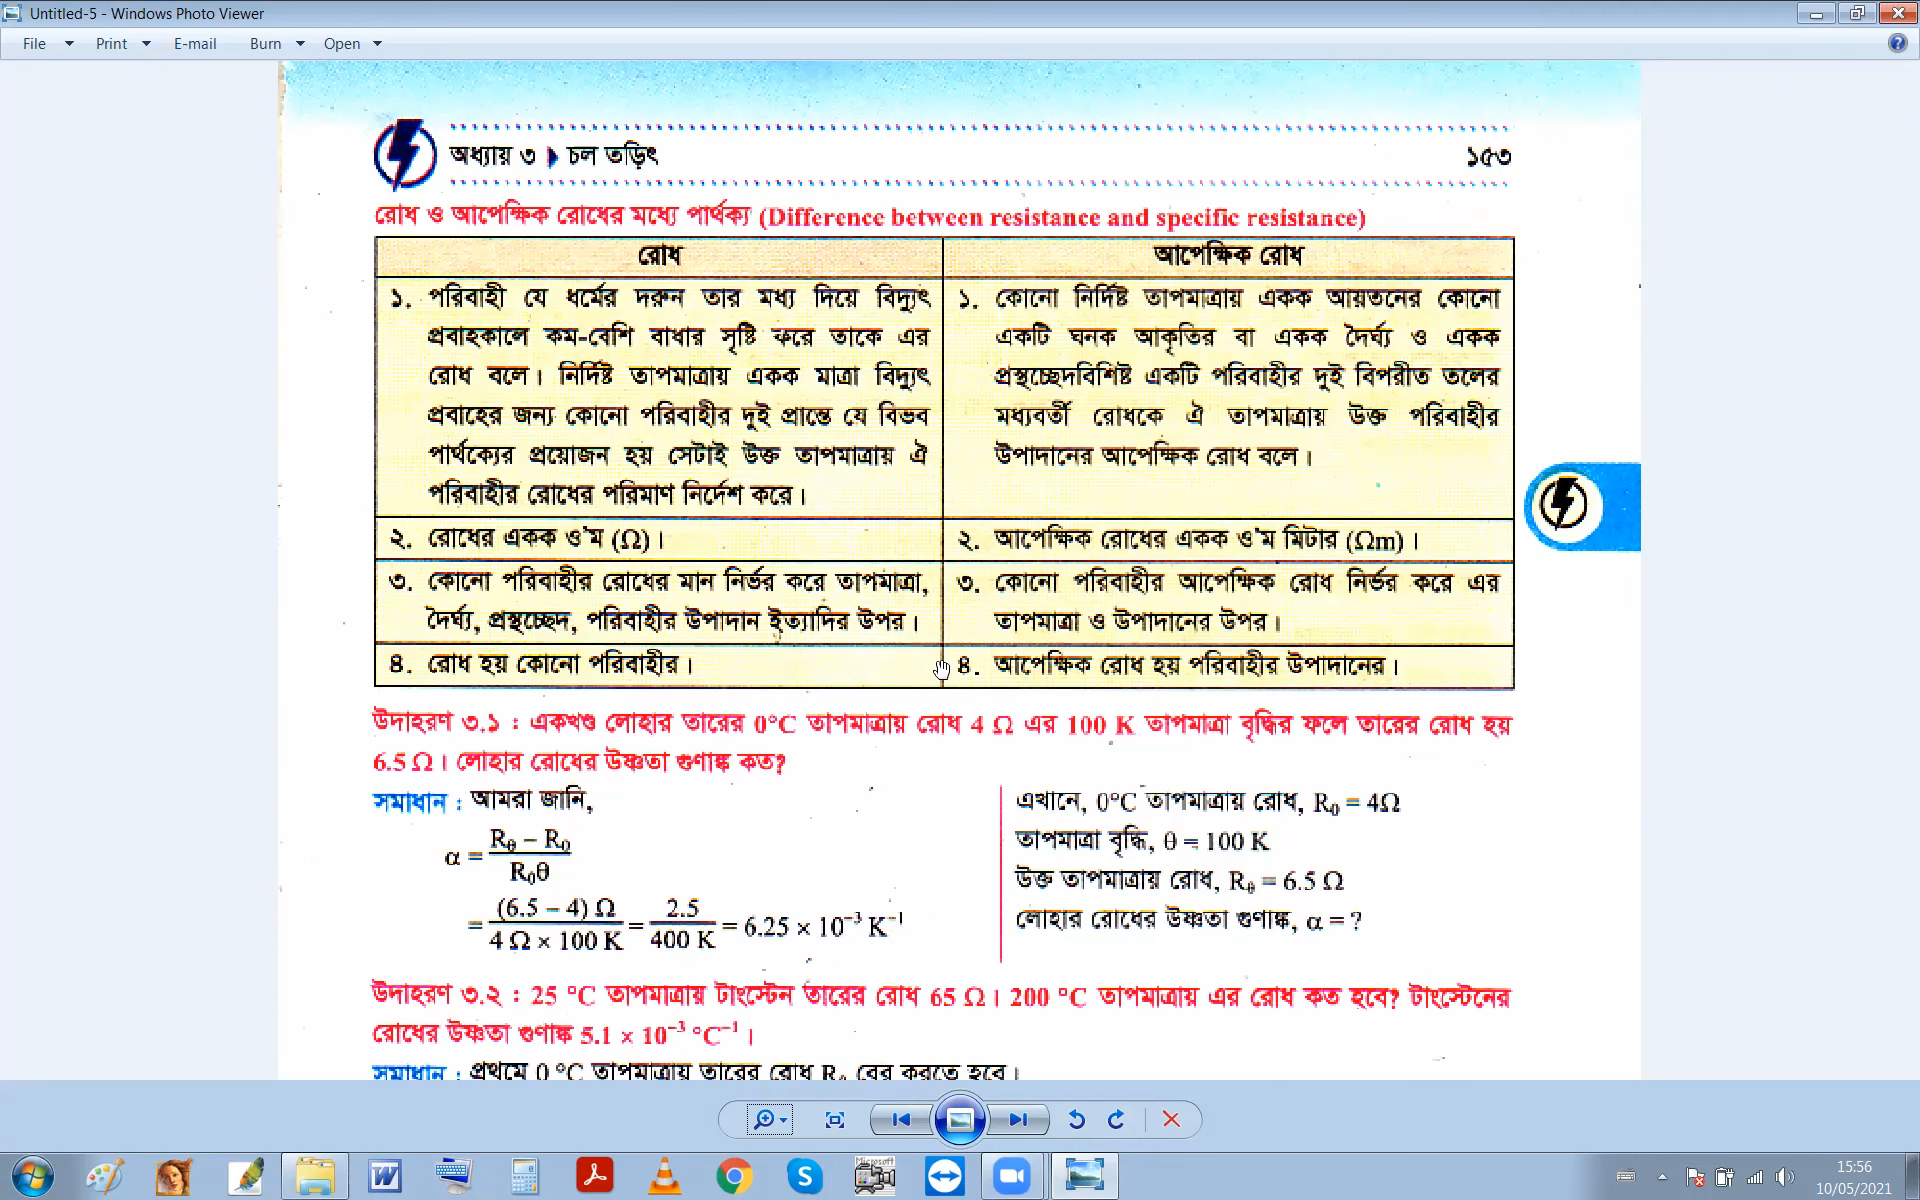 Untitled-5 - Windows Photo Viewer
File Print E-mail Burn Open
অধ্যায় ৩ চল তড়িৎ ১৫৩
রোধ ও আপেক্ষিক রোধের মধ্যে পার্থক্য (Difference between resistance and specific resistance)
রোধ
১. পরিবাহী যে ধর্মের দরুন তার মধ্য দিয়ে বিদ্যুৎ
প্রবাহকালে কম-বেশি বাধার সৃষ্টি করে তাকে এর
রোধ বলে। নির্দিষ্ট তাপমাত্রায় একক মাত্রা বিদ্যুৎ
প্রবাহের জন্য কোনো পরিবাহীর দুই প্রান্তে যে বিভব
পার্থক্যের প্রয়োজন হয় সেটাই উক্ত তাপমাত্রায় ঐ
পরিবাহীর রোধের পরিমাণ নির্দেশ করে।
আপেক্ষিক রোধ
১. কোনো নির্দিষ্ট তাপমাত্রায় একক আয়তনের কোনো
একটি ঘনক আকৃতির বা একক দৈর্ঘ্য ও একক
প্রস্থচ্ছেদবিশিষ্ট একটি পরিবাহীর দুই বিপরীত তলের
মধ্যবর্তী রোধকে ঐ তাপমাত্রায় উক্ত পরিবাহীর
উপাদানের আপেক্ষিক রোধ বলে।
২. রোধের একক ও'ম (Ω)।
২. আপেক্ষিক রোধের একক ও'ম মিটার (Ωm)।
৩. কোনো পরিবাহীর রোধের মান নির্ভর করে তাপমাত্রা,
দৈর্ঘ্য, প্রস্থচ্ছেদ, পরিবাহীর উপাদান ইত্যাদির উপর।
৩. কোনো পরিবাহীর আপেক্ষিক রোধ নির্ভর করে এর
তাপমাত্রা ও উপাদানের উপর।
৪. রোধ হয় কোনো পরিবাহীর।
৪. আপেক্ষিক রোধ হয় পরিবাহীর উপাদানের।
উদাহরণ ৩.১ : একখণ্ড লোহার তারের 0°C তাপমাত্রায় রোধ 4 Ω এর 100 K তাপমাত্রা বৃদ্ধির ফলে তারের রোধ হয়
6.5 Ω। লোহার রোধের উষ্ণতা গুণাঙ্ক কত?
সমাধান : আমরা জানি,
α = (Rθ – R₀) / R₀θ
= (6.5 – 4) Ω / 4 Ω × 100 K = 2.5 / 400 K = 6.25 × 10⁻³ K⁻¹
এখানে, 0°C তাপমাত্রায় রোধ, R₀ = 4Ω
তাপমাত্রা বৃদ্ধি, θ = 100 K
উক্ত তাপমাত্রায় রোধ, Rθ = 6.5 Ω
লোহার রোধের উষ্ণতা গুণাঙ্ক, α = ?
উদাহরণ ৩.২ : 25 °C তাপমাত্রায় টাংস্টেন তারের রোধ 65 Ω। 200 °C তাপমাত্রায় এর রোধ কত হবে? টাংস্টেনের
রোধের উষ্ণতা গুণাঙ্ক 5.1 × 10⁻³ °C⁻¹।
সমাধান : প্রথমে 0 °C তাপমাত্রায় তারের রোধ R₀ বের করতে হবে।
15:56
10/05/2021